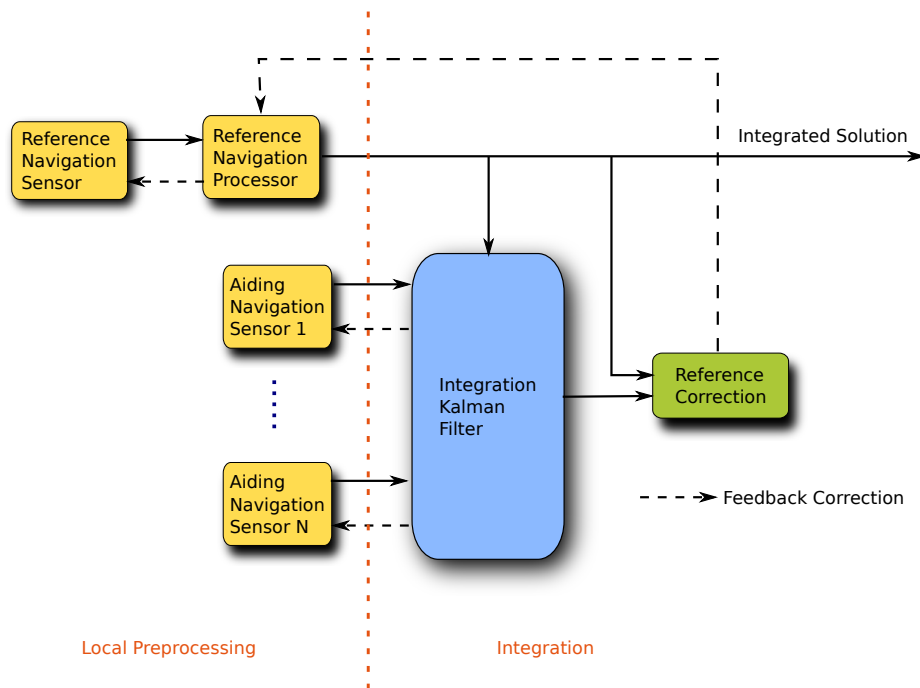 Reference
Navigation
Sensor
Reference
Navigation
Processor
Integrated Solution
Aiding
Navigation
Sensor 1
Integration
Kalman
Filter
Reference
Correction
Aiding
Navigation
Sensor N
Feedback Correction
Local Preprocessing
Integration